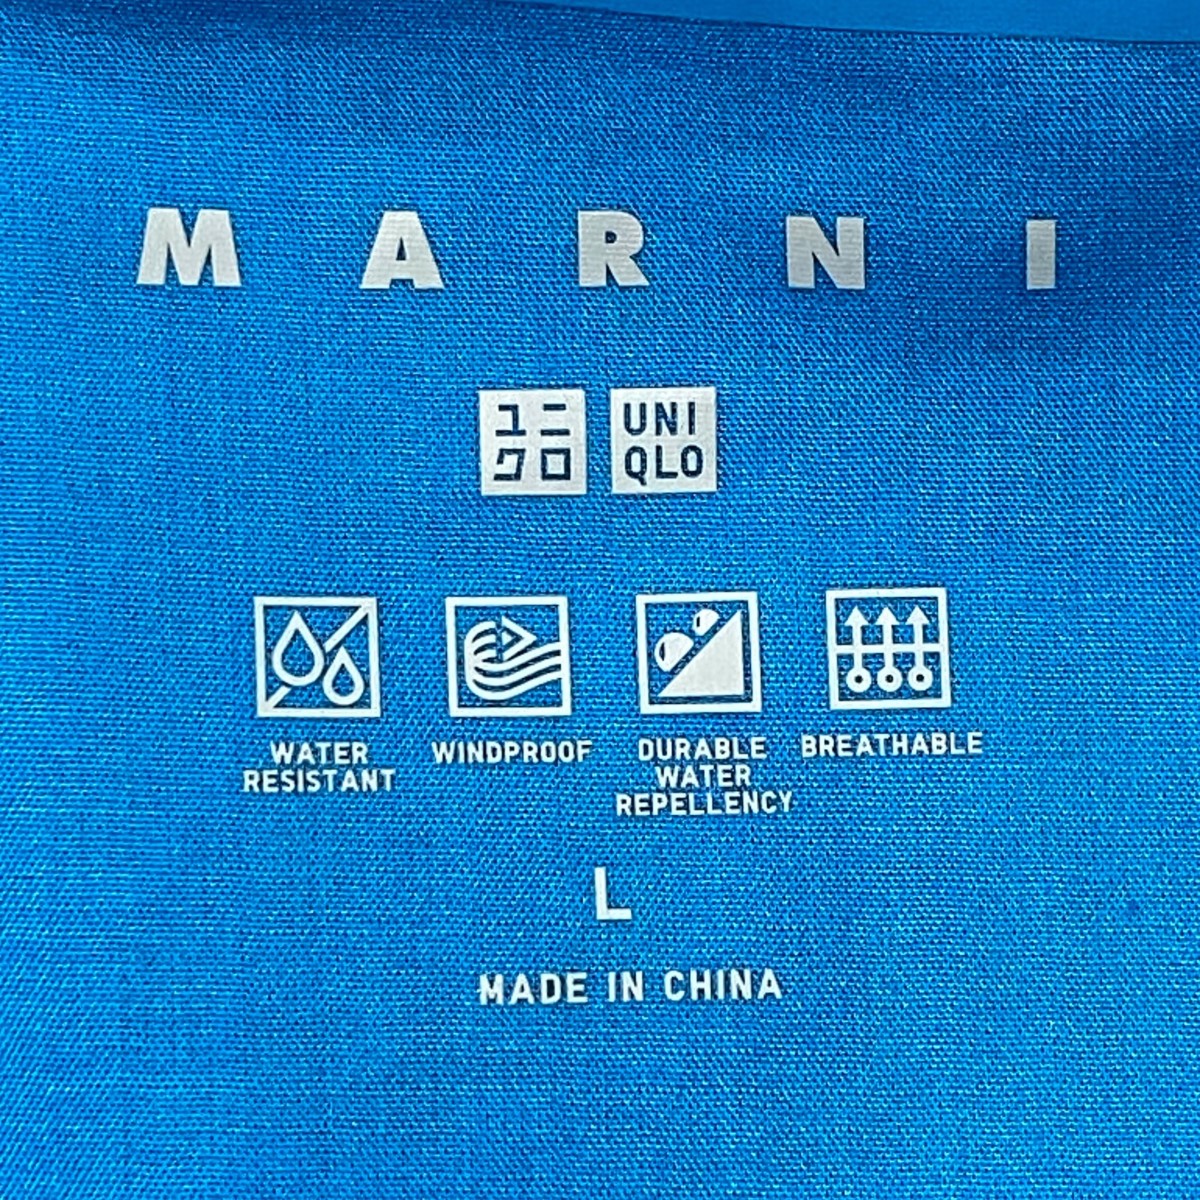 MARNI
ユニ UNI
クロ QLO
WATER RESISTANT
WINDPROOF
DURABLE WATER REPELLENCY
BREATHABLE
L
MADE IN CHINA